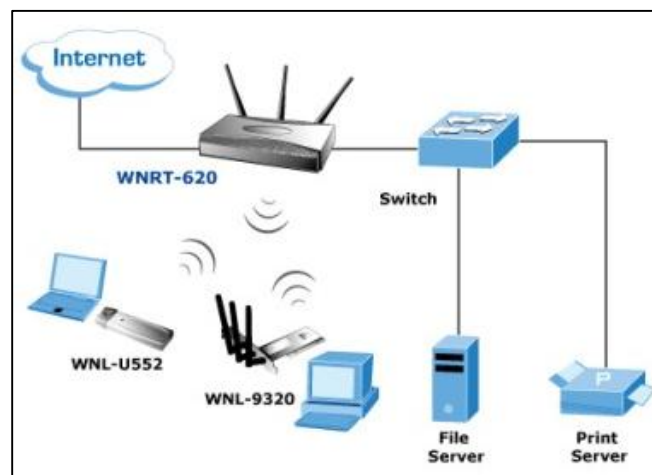 Internet
WNRT-620
Switch
WNL-U552
WNL-9320
File
Server
P
Print
Server